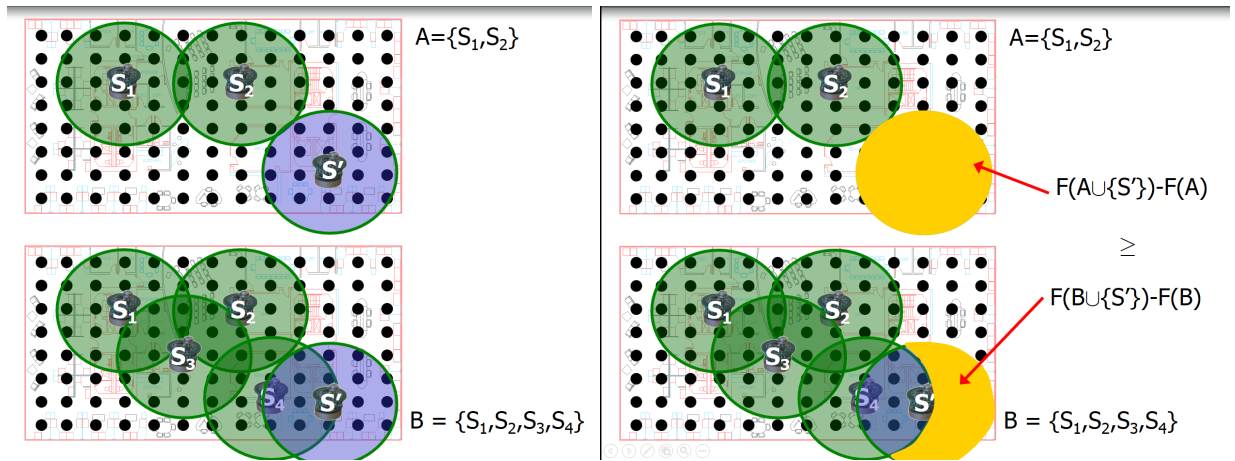 A={S₁,S₂}
S₁
S₂
S'
S₁
S₂
S₃
S₄
S'
B = {S₁,S₂,S₃,S₄}
A={S₁,S₂}
S₁
S₂
F(A∪{S'})-F(A)
≥
F(B∪{S'})-F(B)
S₁
S₂
S₃
S₄
S'
B = {S₁,S₂,S₃,S₄}